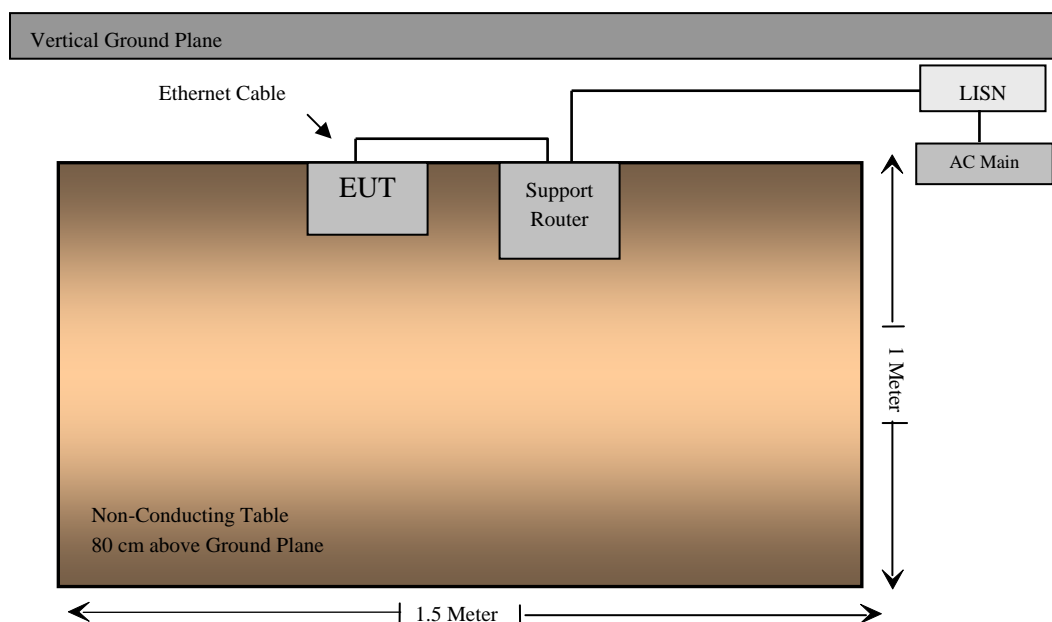 Vertical Ground Plane
Ethernet Cable
LISN
AC Main
EUT
Support
Router
1 Meter
Non-Conducting Table
80 cm above Ground Plane
1.5 Meter